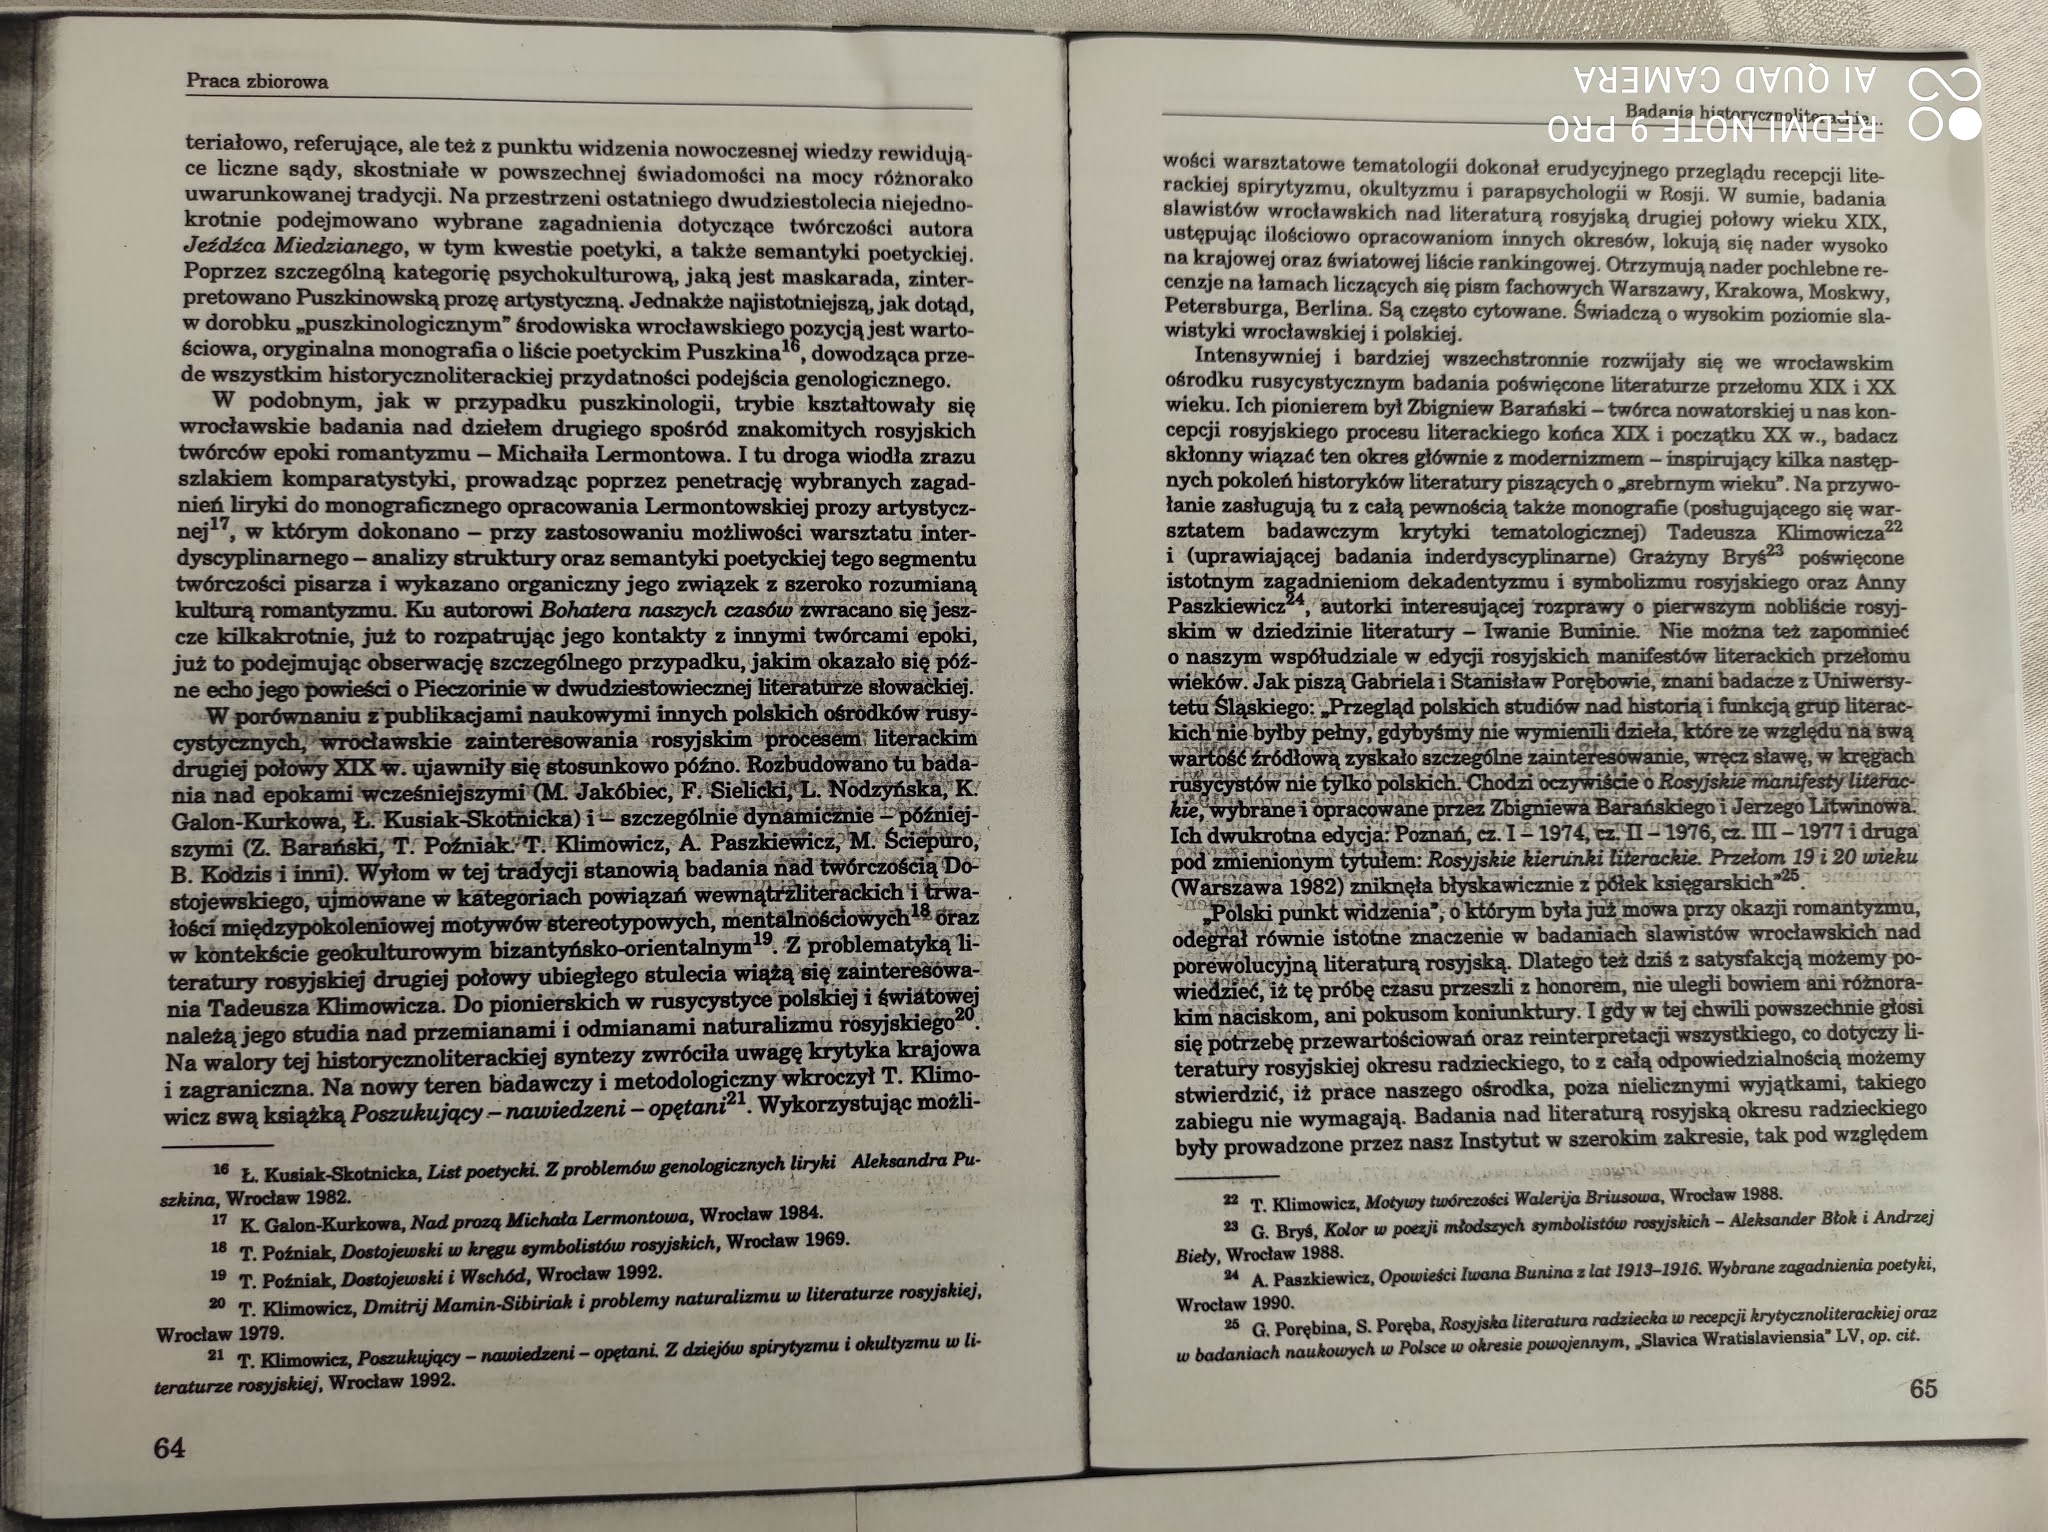 Praca zbiorowa
teriałowo, referujące, ale też z punktu widzenia nowoczesnej wiedzy rewidują-
ce liczne sądy, skostniałe w powszechnej świadomości na mocy różnorako
uwarunkowanej tradycji. Na przestrzeni ostatniego dwudziestolecia niejedno-
krotnie podejmowano wybrane zagadnienia dotyczące twórczości autora
Jeźdźca Miedzianego, w tym kwestie poetyki, a także semantyki poetyckiej.
Poprzez szczególną kategorię psychokulturową, jaką jest maskarada, zinter-
pretowano Puszkinowską prozę artystyczną. Jednakże najistotniejszą, jak dotąd,
w dorobku „puszkinologicznym” środowiska wrocławskiego pozycją jest warto-
ściowa, oryginalna monografia o liście poetyckim Puszkina16, dowodząca prze-
de wszystkim historycznoliterackiej przydatności podejścia genologicznego.
W podobnym, jak w przypadku puszkinologii, trybie kształtowały się
wrocławskie badania nad dziełem drugiego spośród znakomitych rosyjskich
twórców epoki romantyzmu – Michaiła Lermontowa. I tu droga wiodła zrazu
szlakiem komparatystyki, prowadząc poprzez penetrację wybranych zagad-
nień liryki do monograficznego opracowania Lermontowskiej prozy artystycz-
nej17, w którym dokonano – przy zastosowaniu możliwości warsztatu inter-
dyscyplinarnego – analizy struktury oraz semantyki poetyckiej tego segmentu
twórczości pisarza i wykazano organiczny jego związek z szeroko rozumianą
kulturą romantyzmu. Ku autorowi Bohatera naszych czasów zwracano się jesz-
cze kilkakrotnie, już to rozpatrując jego kontakty z innymi twórcami epoki,
już to podejmując obserwację szczególnego przypadku, jakim okazało się póź-
ne echo jego powieści o Pieczorinie w dwudziestowiecznej literaturze słowackiej.
W porównaniu z publikacjami naukowymi innych polskich ośrodków rusy-
cystycznych, wrocławskie zainteresowania rosyjskim procesem literackim
drugiej połowy XIX w. ujawniły się stosunkowo późno. Rozbudowano tu bada-
nia nad epokami wcześniejszymi (M. Jakóbiec, F. Sielicki, L. Nodzyńska, K.
Galon-Kurkowa, Ł. Kusiak-Skotnicka) i – szczególnie dynamicznie – później-
szymi (Z. Barański, T. Poźniak. T. Klimowicz, A. Paszkiewicz, M. Ściepuro,
B. Kodzis i inni). Wyłom w tej tradycji stanowią badania nad twórczością Do-
stojewskiego, ujmowane w kategoriach powiązań wewnątrzliterackich i trwa-
łości międzypokoleniowej motywów stereotypowych, mentalnościowych18 oraz
w kontekście geokulturowym bizantyńsko-orientalnym19. Z problematyką li-
teratury rosyjskiej drugiej połowy ubiegłego stulecia wiążą się zainteresowa-
nia Tadeusza Klimowicza. Do pionierskich w rusycystyce polskiej i światowej
należą jego studia nad przemianami i odmianami naturalizmu rosyjskiego20.
Na walory tej historycznoliterackiej syntezy zwróciła uwagę krytyka krajowa
i zagraniczna. Na nowy teren badawczy i metodologiczny wkroczył T. Klimo-
wicz swą książką Poszukujący – nawiedzeni – opętani21. Wykorzystując możli-
16 Ł. Kusiak-Skotnicka, List poetycki. Z problemów genologicznych liryki Aleksandra Pu-
szkina, Wrocław 1982.
17 K. Galon-Kurkowa, Nad prozą Michała Lermontowa, Wrocław 1984.
18 T. Poźniak, Dostojewski w kręgu symbolistów rosyjskich, Wrocław 1969.
19 T. Poźniak, Dostojewski i Wschód, Wrocław 1992.
20 T. Klimowicz, Dmitrij Mamin-Sibiriak i problemy naturalizmu w literaturze rosyjskiej,
Wrocław 1979.
21 T. Klimowicz, Poszukujący – nawiedzeni – opętani. Z dziejów spirytyzmu i okultyzmu w li-
teraturze rosyjskiej, Wrocław 1992.
64
Badania historycznoliterackie...
wości warsztatowe tematologii dokonał erudycyjnego przeglądu recepcji lite-
rackiej spirytyzmu, okultyzmu i parapsychologii w Rosji. W sumie, badania
slawistów wrocławskich nad literaturą rosyjską drugiej połowy wieku XIX,
ustępując ilościowo opracowaniom innych okresów, lokują się nader wysoko
na krajowej oraz światowej liście rankingowej. Otrzymują nader pochlebne re-
cenzje na łamach liczących się pism fachowych Warszawy, Krakowa, Moskwy,
Petersburga, Berlina. Są często cytowane. Świadczą o wysokim poziomie sla-
wistyki wrocławskiej i polskiej.
Intensywniej i bardziej wszechstronnie rozwijały się we wrocławskim
ośrodku rusycystycznym badania poświęcone literaturze przełomu XIX i XX
wieku. Ich pionierem był Zbigniew Barański – twórca nowatorskiej u nas kon-
cepcji rosyjskiego procesu literackiego końca XIX i początku XX w., badacz
skłonny wiązać ten okres głównie z modernizmem – inspirujący kilka następ-
nych pokoleń historyków literatury piszących o „srebrnym wieku”. Na przywo-
łanie zasługują tu z całą pewnością także monografie (posługującego się war-
sztatem badawczym krytyki tematologicznej) Tadeusza Klimowicza22
i (uprawiającej badania inderdyscyplinarne) Grażyny Bryś23 poświęcone
istotnym zagadnieniom dekadentyzmu i symbolizmu rosyjskiego oraz Anny
Paszkiewicz24, autorki interesującej rozprawy o pierwszym nobliście rosyj-
skim w dziedzinie literatury – Iwanie Buninie. Nie można też zapomnieć
o naszym współudziale w edycji rosyjskich manifestów literackich przełomu
wieków. Jak piszą Gabriela i Stanisław Porębowie, znani badacze z Uniwersy-
tetu Śląskiego: „Przegląd polskich studiów nad historią i funkcją grup literac-
kich nie byłby pełny, gdybyśmy nie wymienili dzieła, które ze względu na swą
wartość źródłową zyskało szczególne zainteresowanie, wręcz sławę, w kręgach
rusycystów nie tylko polskich. Chodzi oczywiście o Rosyjskie manifesty literac-
kie, wybrane i opracowane przez Zbigniewa Barańskiego i Jerzego Litwinowa.
Ich dwukrotna edycja: Poznań, cz. I – 1974, cz. II – 1976, cz. III – 1977 i druga
pod zmienionym tytułem: Rosyjskie kierunki literackie. Przełom 19 i 20 wieku
(Warszawa 1982) zniknęła błyskawicznie z półek księgarskich”25.
„Polski punkt widzenia”, o którym była już mowa przy okazji romantyzmu,
odegrał równie istotne znaczenie w badaniach slawistów wrocławskich nad
porewolucyjną literaturą rosyjską. Dlatego też dziś z satysfakcją możemy po-
wiedzieć, iż tę próbę czasu przeszli z honorem, nie ulegli bowiem ani różnora-
kim naciskom, ani pokusom koniunktury. I gdy w tej chwili powszechnie głosi
się potrzebę przewartościowań oraz reinterpretacji wszystkiego, co dotyczy li-
teratury rosyjskiej okresu radzieckiego, to z całą odpowiedzialnością możemy
stwierdzić, iż prace naszego ośrodka, poza nielicznymi wyjątkami, takiego
zabiegu nie wymagają. Badania nad literaturą rosyjską okresu radzieckiego
były prowadzone przez nasz Instytut w szerokim zakresie, tak pod względem
22 T. Klimowicz, Motywy twórczości Walerija Briusowa, Wrocław 1988.
23 G. Bryś, Kolor w poezji młodszych symbolistów rosyjskich – Aleksander Błok i Andrzej
Bieły, Wrocław 1988.
24 A. Paszkiewicz, Opowieści Iwana Bunina z lat 1913–1916. Wybrane zagadnienia poetyki,
Wrocław 1990.
25 G. Porębina, S. Poręba, Rosyjska literatura radziecka w recepcji krytycznoliterackiej oraz
w badaniach naukowych w Polsce w okresie powojennym, „Slavica Wratislaviensia” LV, op. cit.
65
REDMI NOTE 9 PRO
AI QUAD CAMERA